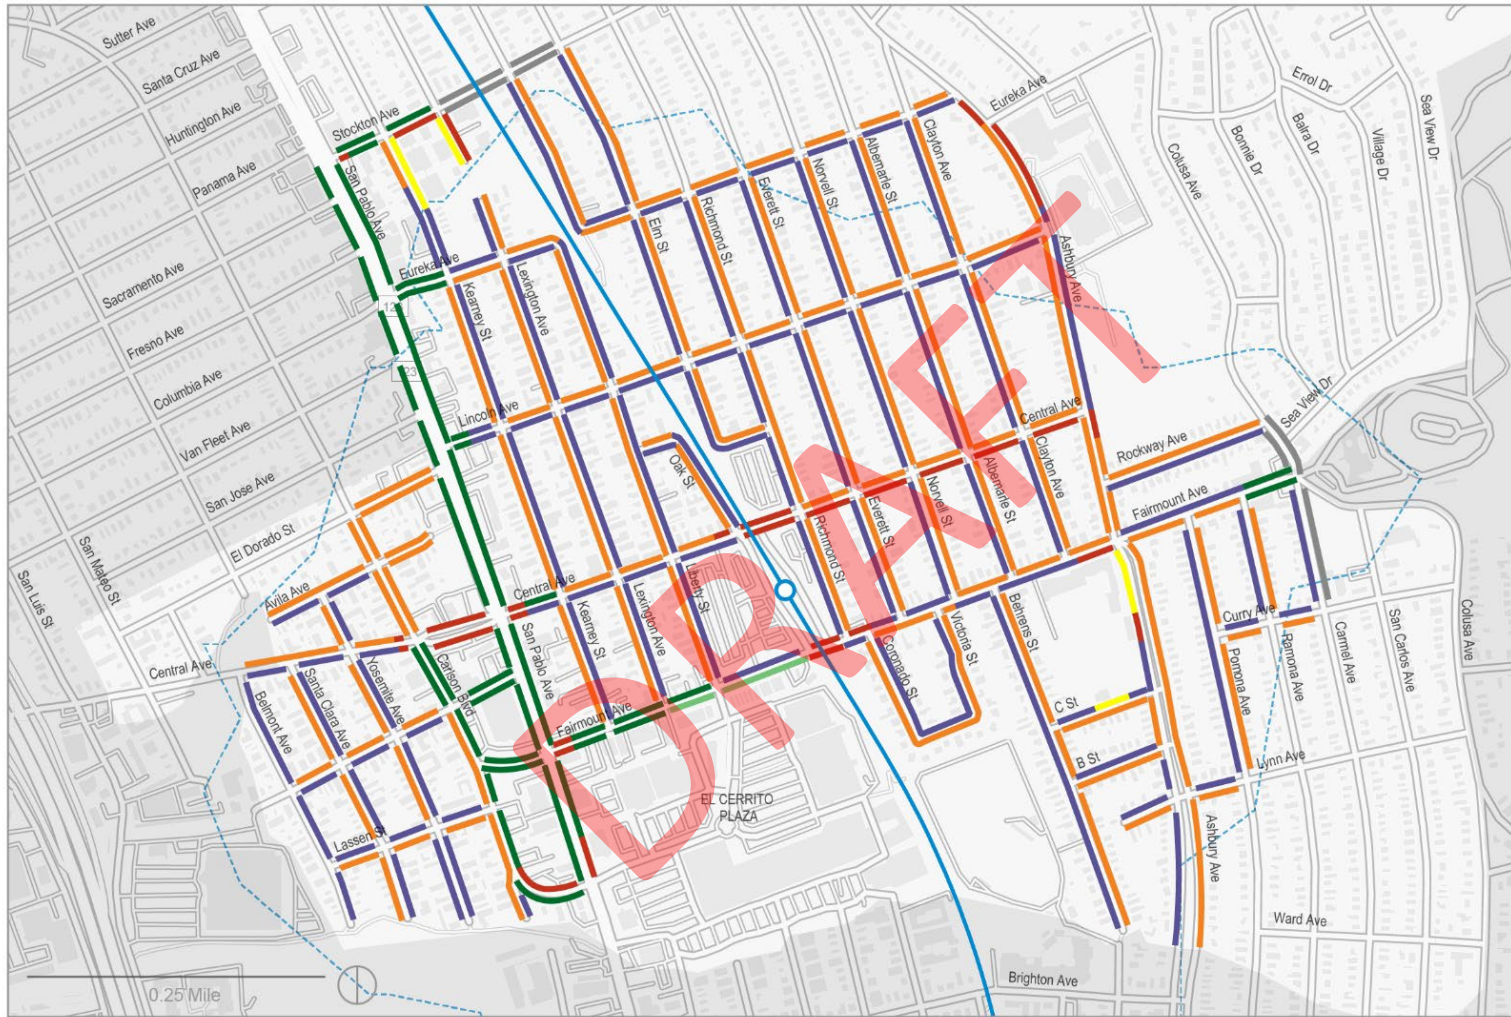 Sutter Ave
Santa Cruz Ave
Huntington Ave
Panama Ave
Sacramento Ave
Fresno Ave
Columbia Ave
Van Fleet Ave
San Jose Ave
El Dorado St
San Mateo St
San Luis St
Avila Ave
Central Ave
Stockton Ave
San Pablo Ave
Eureka Ave
Kearney St
Lexington Ave
Lincoln Ave
Elm St
Richmond St
Everett St
Norvell St
Albemarle St
Clayton Ave
Eureka Ave
Ashbury Ave
Colusa Ave
Bonnie Dr
Errol Dr
Balra Dr
Village Dr
Sea View Dr
Sea View Dr
Rockway Ave
Fairmount Ave
Central Ave
Clayton Ave
Albemarle St
Norvell St
Everett St
Richmond St
Oak St
Liberty St
Lexington Ave
Kearney St
Central Ave
San Pablo Ave
Carlson Blvd
Yosemite Ave
Santa Clara Ave
Belmont Ave
Lassen St
Fairmount Ave
Coronado St
Victoria St
Behrens St
C St
B St
Curry Ave
Pomona Ave
Ramona Ave
Carmel Ave
San Carlos Ave
Colusa Ave
Lynn Ave
Ashbury Ave
Ward Ave
Brighton Ave
EL CERRITO
PLAZA
0.25 Mile
DRAFT